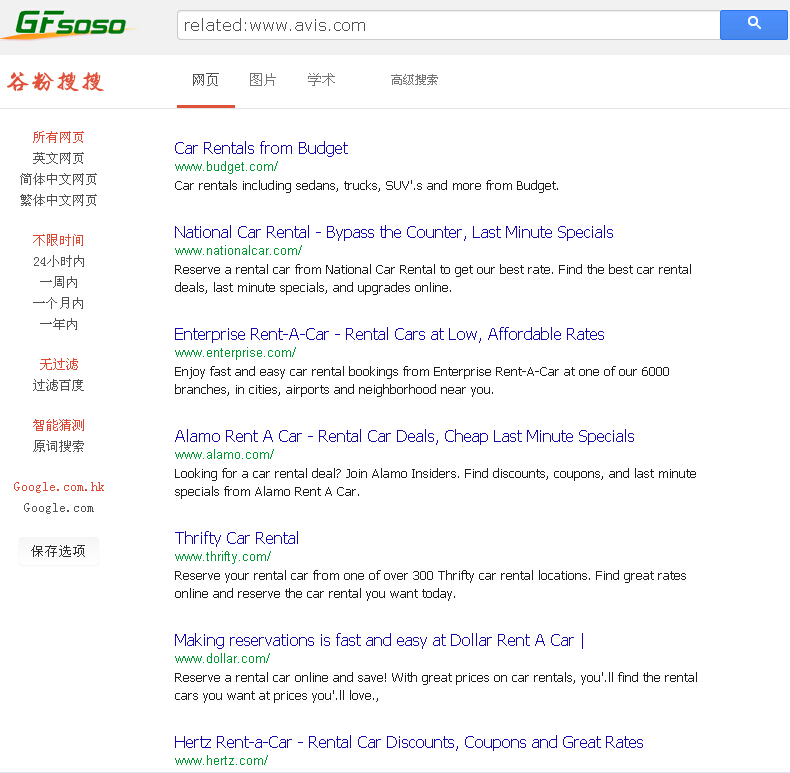 GFsoso
related:www.avis.com
谷粉搜搜
网页 图片 学术 高级搜索
所有网页
英文网页
简体中文网页
繁体中文网页
不限时间
24小时内
一周内
一个月内
一年内
无过滤
过滤百度
智能猜测
原词搜索
Google.com.hk
Google.com
保存选项
Car Rentals from Budget
www.budget.com/
Car rentals including sedans, trucks, SUV'.s and more from Budget.
National Car Rental - Bypass the Counter, Last Minute Specials
www.nationalcar.com/
Reserve a rental car from National Car Rental to get our best rate. Find the best car rental
deals, last minute specials, and upgrades online.
Enterprise Rent-A-Car - Rental Cars at Low, Affordable Rates
www.enterprise.com/
Enjoy fast and easy car rental bookings from Enterprise Rent-A-Car at one of our 6000
branches, in cities, airports and neighborhood near you.
Alamo Rent A Car - Rental Car Deals, Cheap Last Minute Specials
www.alamo.com/
Looking for a car rental deal? Join Alamo Insiders. Find discounts, coupons, and last minute
specials from Alamo Rent A Car.
Thrifty Car Rental
www.thrifty.com/
Reserve your rental car from one of over 300 Thrifty car rental locations. Find great rates
online and reserve the car rental you want today.
Making reservations is fast and easy at Dollar Rent A Car |
www.dollar.com/
Reserve a rental car online and save! With great prices on car rentals, you'.ll find the rental
cars you want at prices you'.ll love.,
Hertz Rent-a-Car - Rental Car Discounts, Coupons and Great Rates
www.hertz.com/